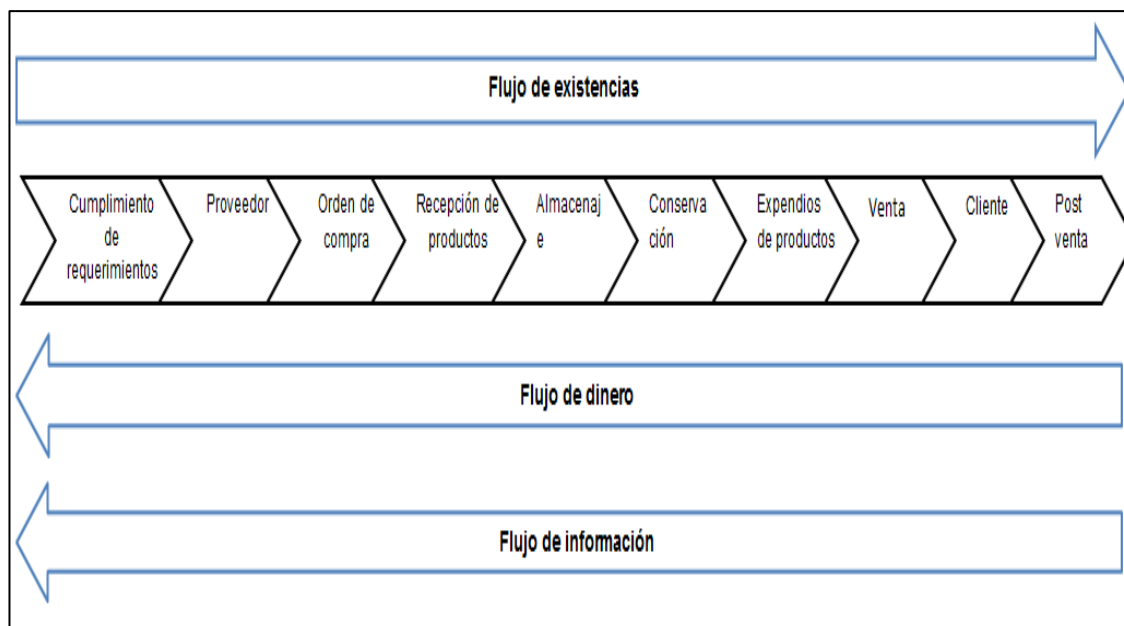 Flujo de existencias
Cumplimiento
de
requerimientos
Proveedor
Orden de
compra
Recepción de
productos
Almacenaj
e
Conserva
ción
Expendios
de productos
Venta
Cliente
Post
venta
Flujo de dinero
Flujo de información